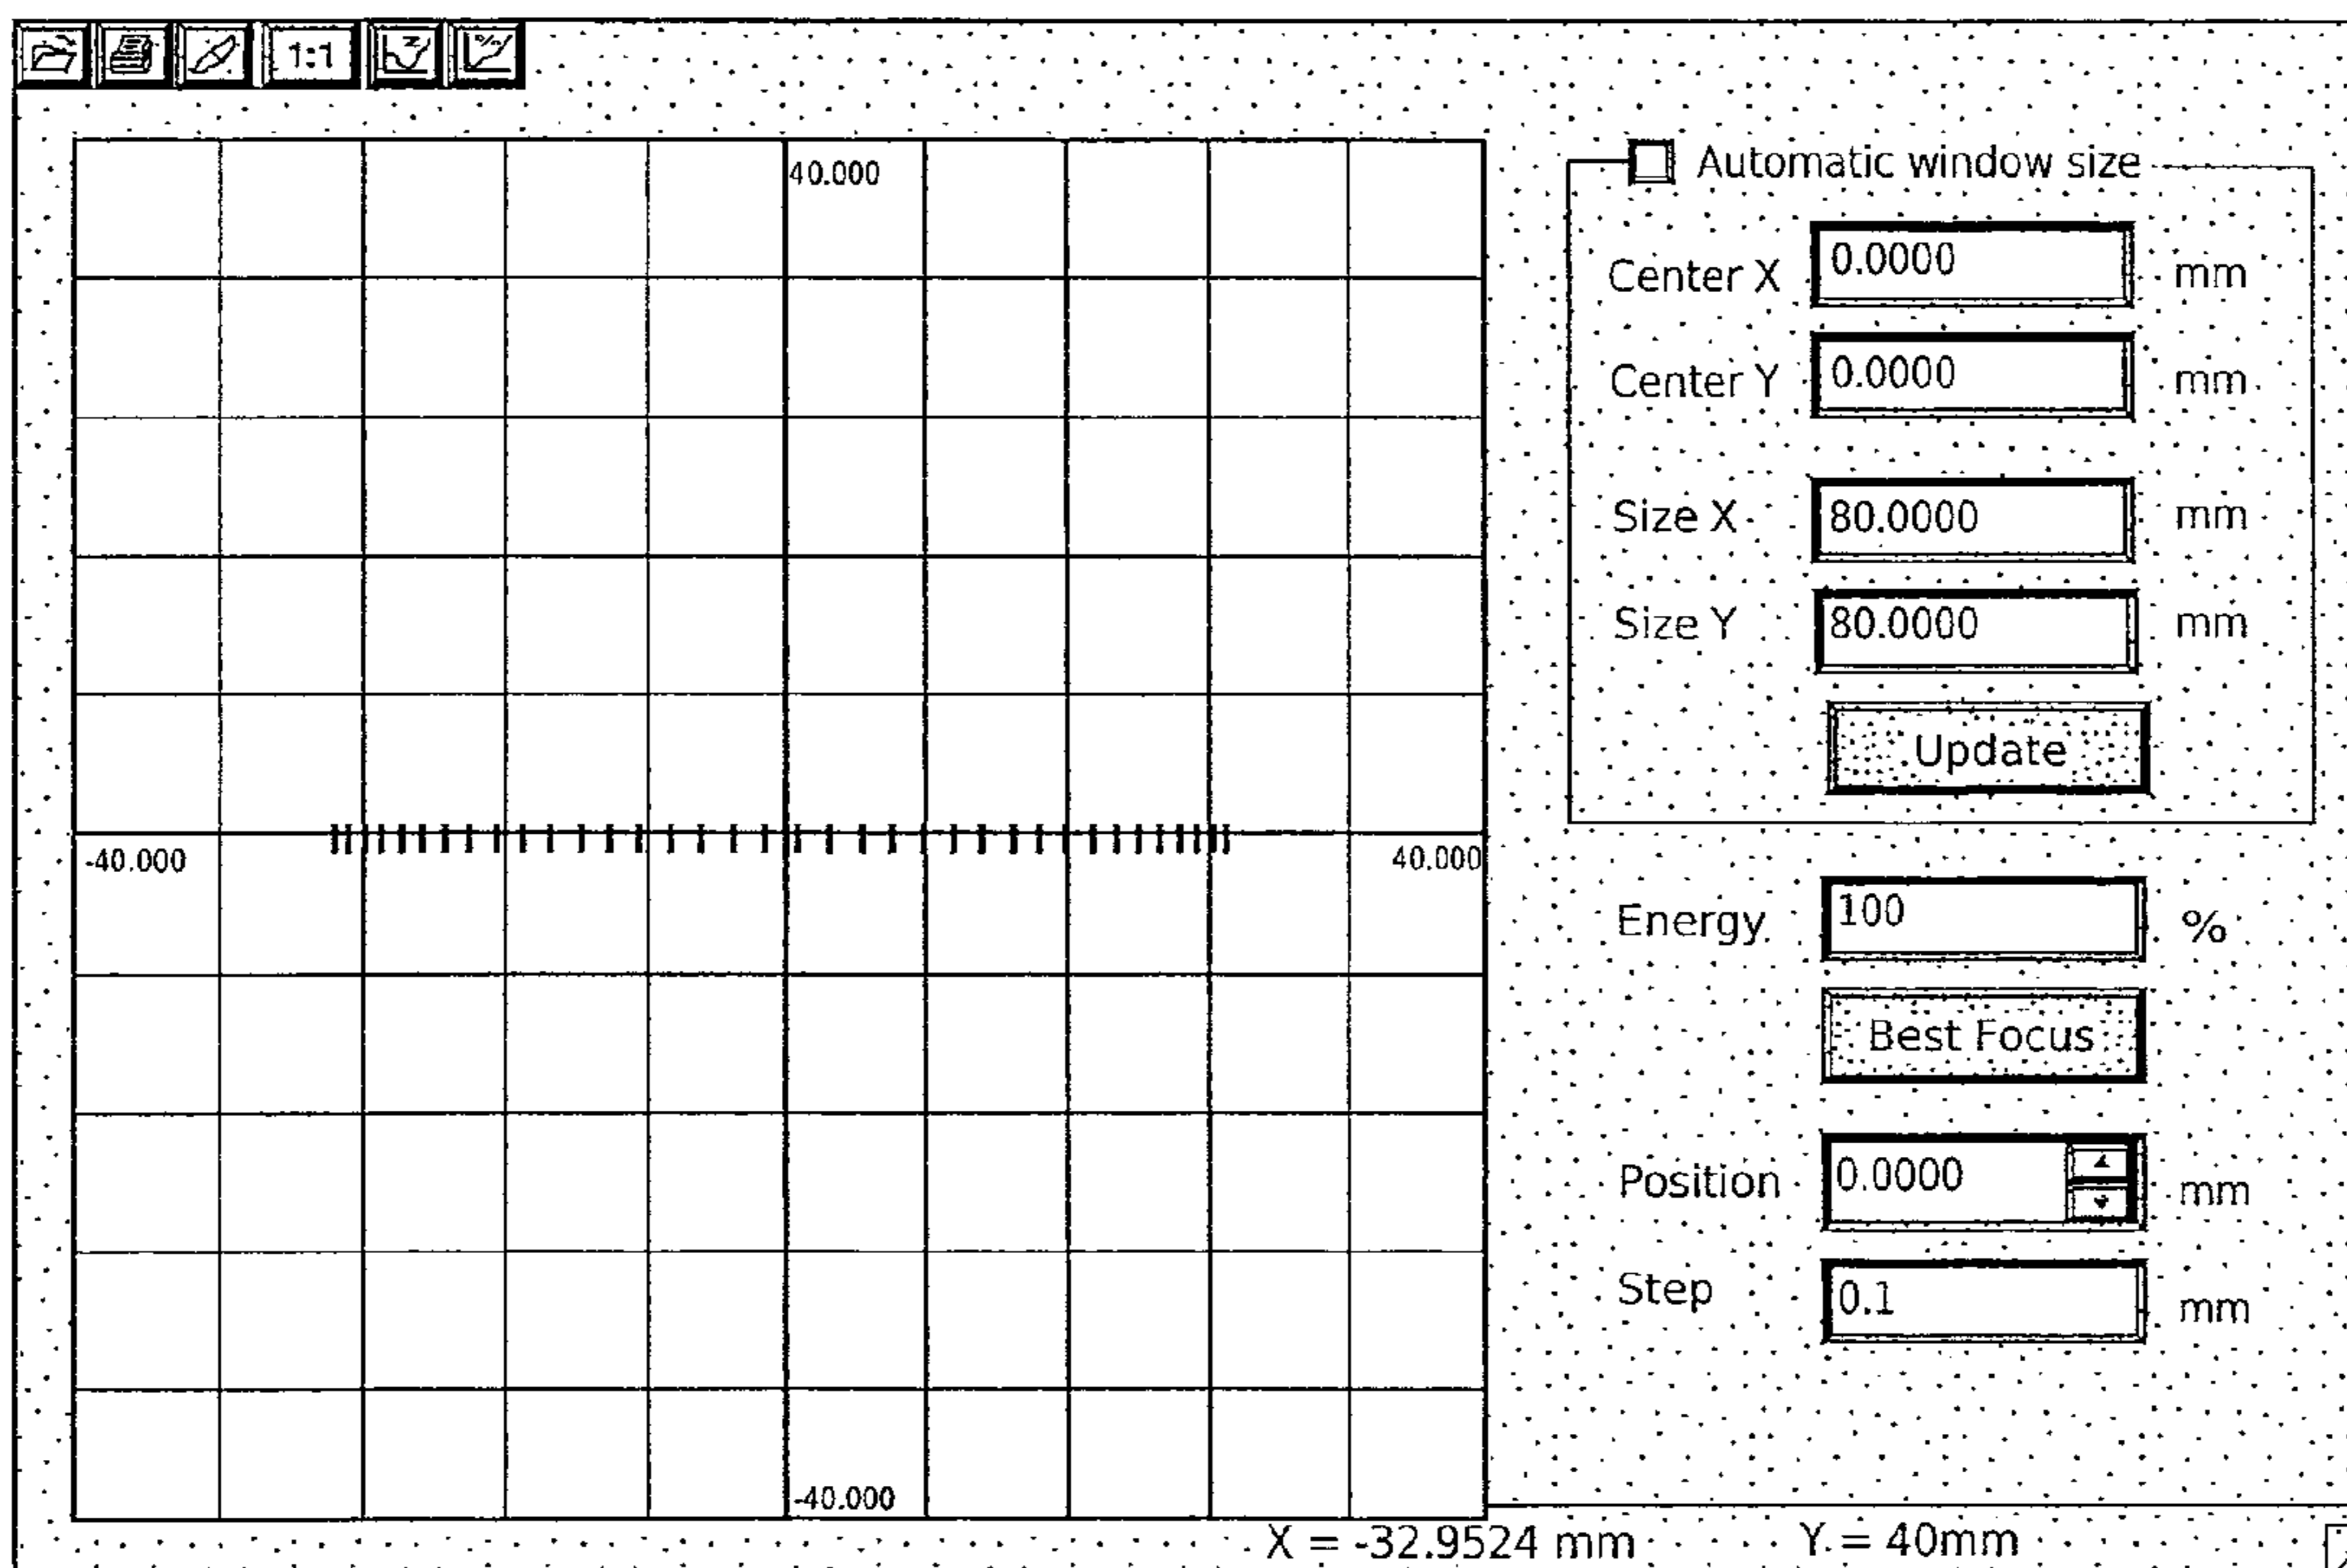 1:1
40.000
-40.000
40.000
-40.000
Automatic window size
Center X 0.0000 mm
Center Y 0.0000 mm
Size X 80.0000 mm
Size Y 80.0000 mm
Update
Energy 100 %
Best Focus
Position 0.0000 mm
Step 0.1 mm
X = -32.9524 mm Y = 40mm